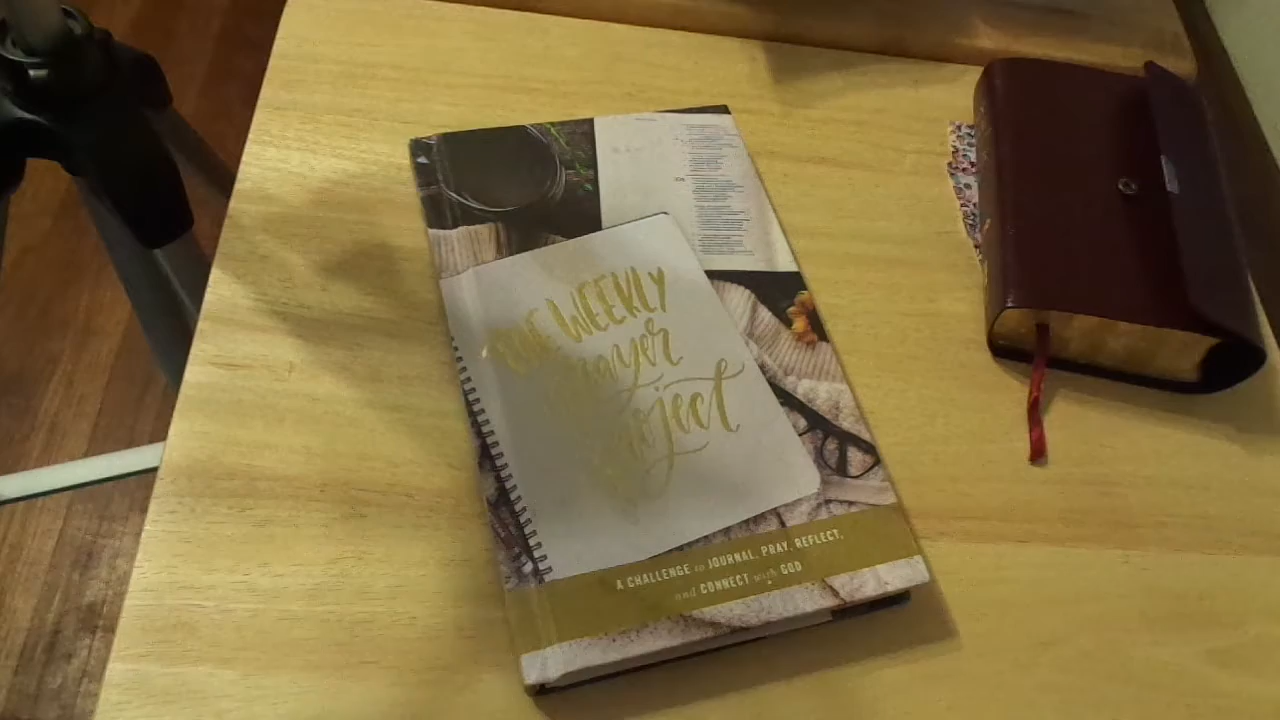 THE WEEKLY
Prayer
Project
A CHALLENGE to JOURNAL, PRAY, REFLECT,
and CONNECT with GOD